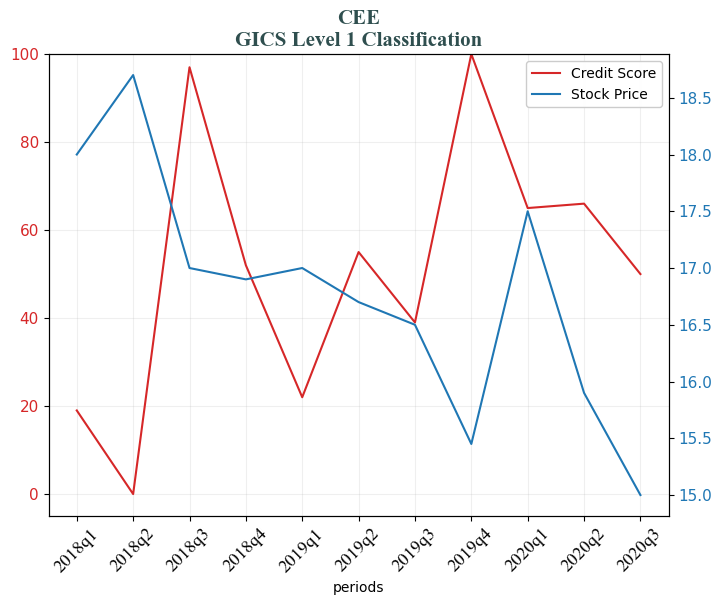 CEE
GICS Level 1 Classification
Credit Score
Stock Price
100
80
60
40
20
0
18.5
18.0
17.5
17.0
16.5
16.0
15.5
15.0
2018q1
2018q2
2018q3
2018q4
2019q1
2019q2
2019q3
2019q4
2020q1
2020q2
2020q3
periods